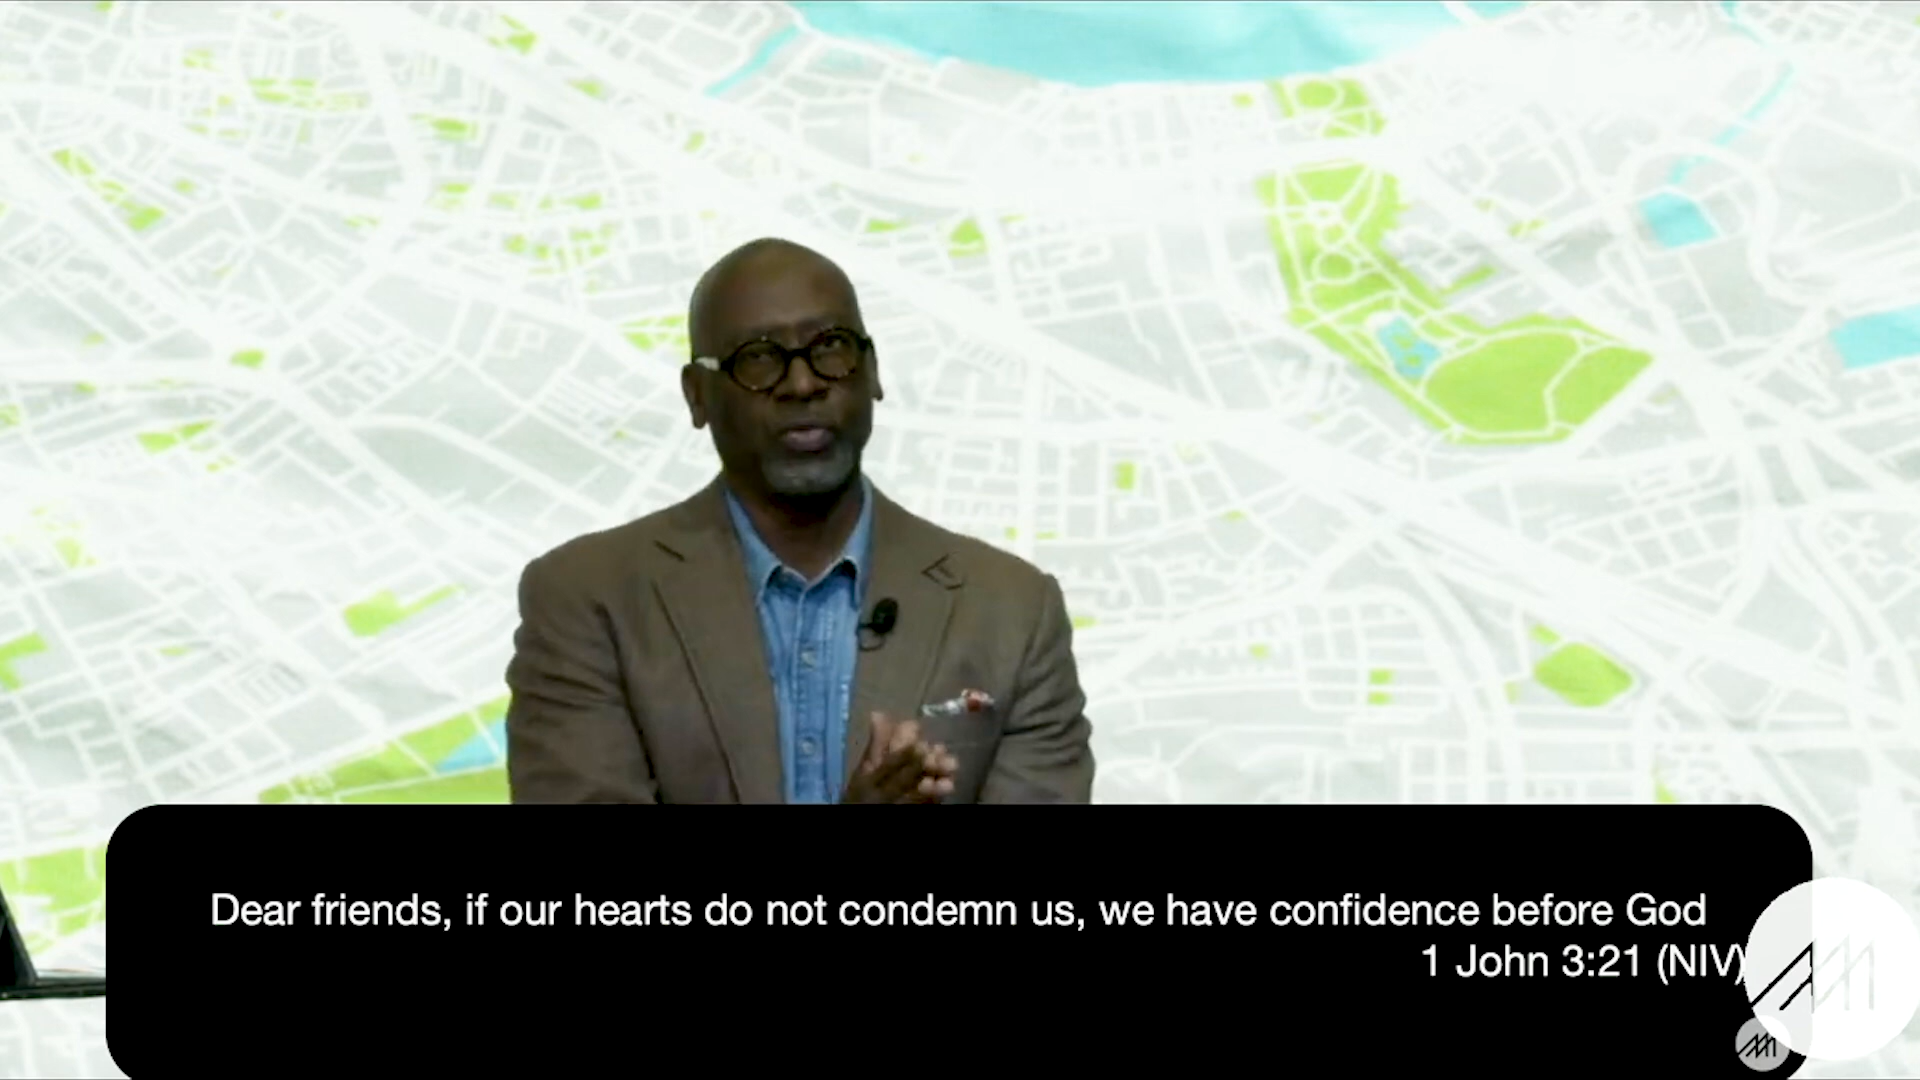 Dear friends, if our hearts do not condemn us, we have confidence before God
1 John 3:21 (NIV)